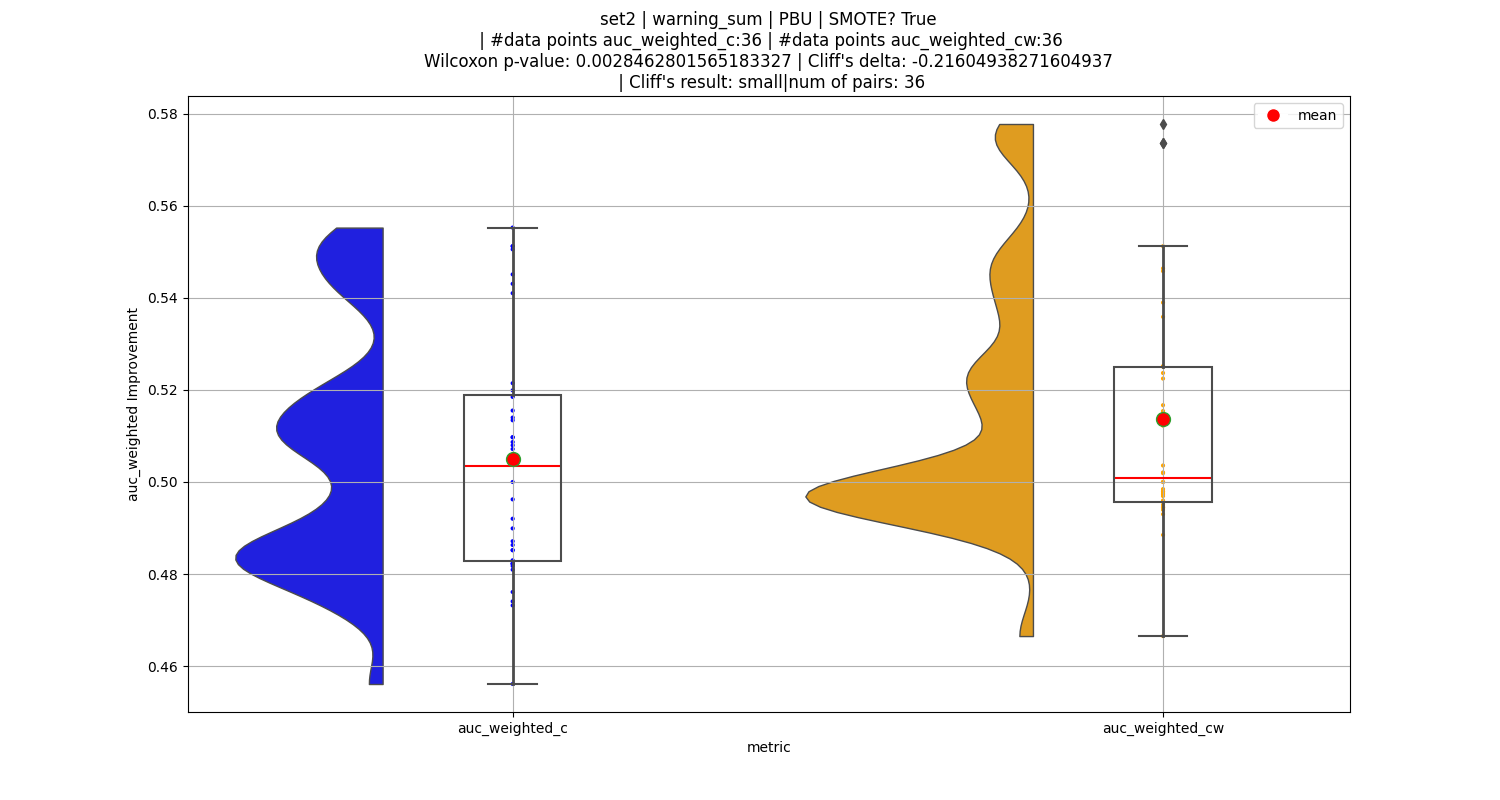 set2 | warning_sum | PBU | SMOTE? True
| #data points auc_weighted_c:36 | #data points auc_weighted_cw:36
Wilcoxon p-value: 0.0028462801565183327 | Cliff's delta: -0.21604938271604937
| Cliff's result: small|num of pairs: 36
mean
0.58
0.56
0.54
0.52
0.50
0.48
0.46
auc_weighted Improvement
auc_weighted_c
auc_weighted_cw
metric